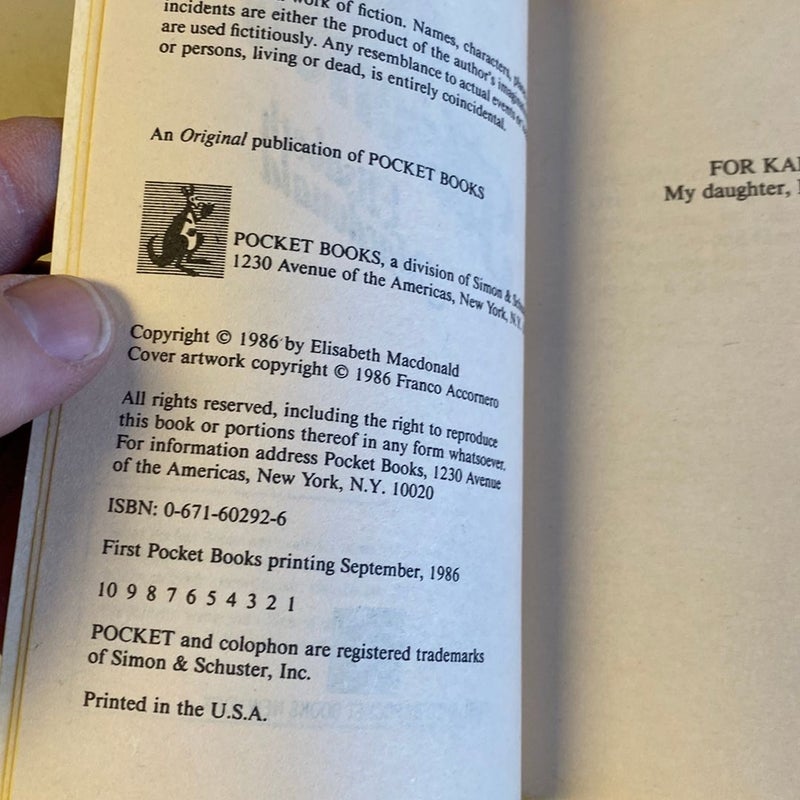 work of fiction. Names, characters,
incidents are either the product of the author's
are used fictitiously. Any resemblance to actual events or
or persons, living or dead, is entirely coincidental.
An Original publication of POCKET BOOKS
POCKET BOOKS, a division of Simon &
1230 Avenue of the Americas, New York, N.Y.
Copyright © 1986 by Elisabeth Macdonald
Cover artwork copyright © 1986 Franco Accornero
All rights reserved, including the right to reproduce
this book or portions thereof in any form whatsoever.
For information address Pocket Books, 1230 Avenue
of the Americas, New York, N.Y. 10020
ISBN: 0-671-60292-6
First Pocket Books printing September, 1986
10 9 8 7 6 5 4 3 2 1
POCKET and colophon are registered trademarks
of Simon & Schuster, Inc.
Printed in the U.S.A.
FOR
My daughter,